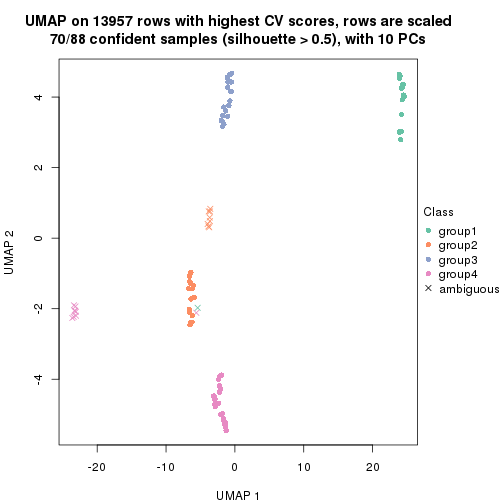 UMAP on 13957 rows with highest CV scores, rows are scaled
70/88 confident samples (silhouette > 0.5), with 10 PCs
4
2
0
-2
-4
UMAP 2
-20
-10
0
10
20
UMAP 1
Class
group1
group2
group3
group4
ambiguous